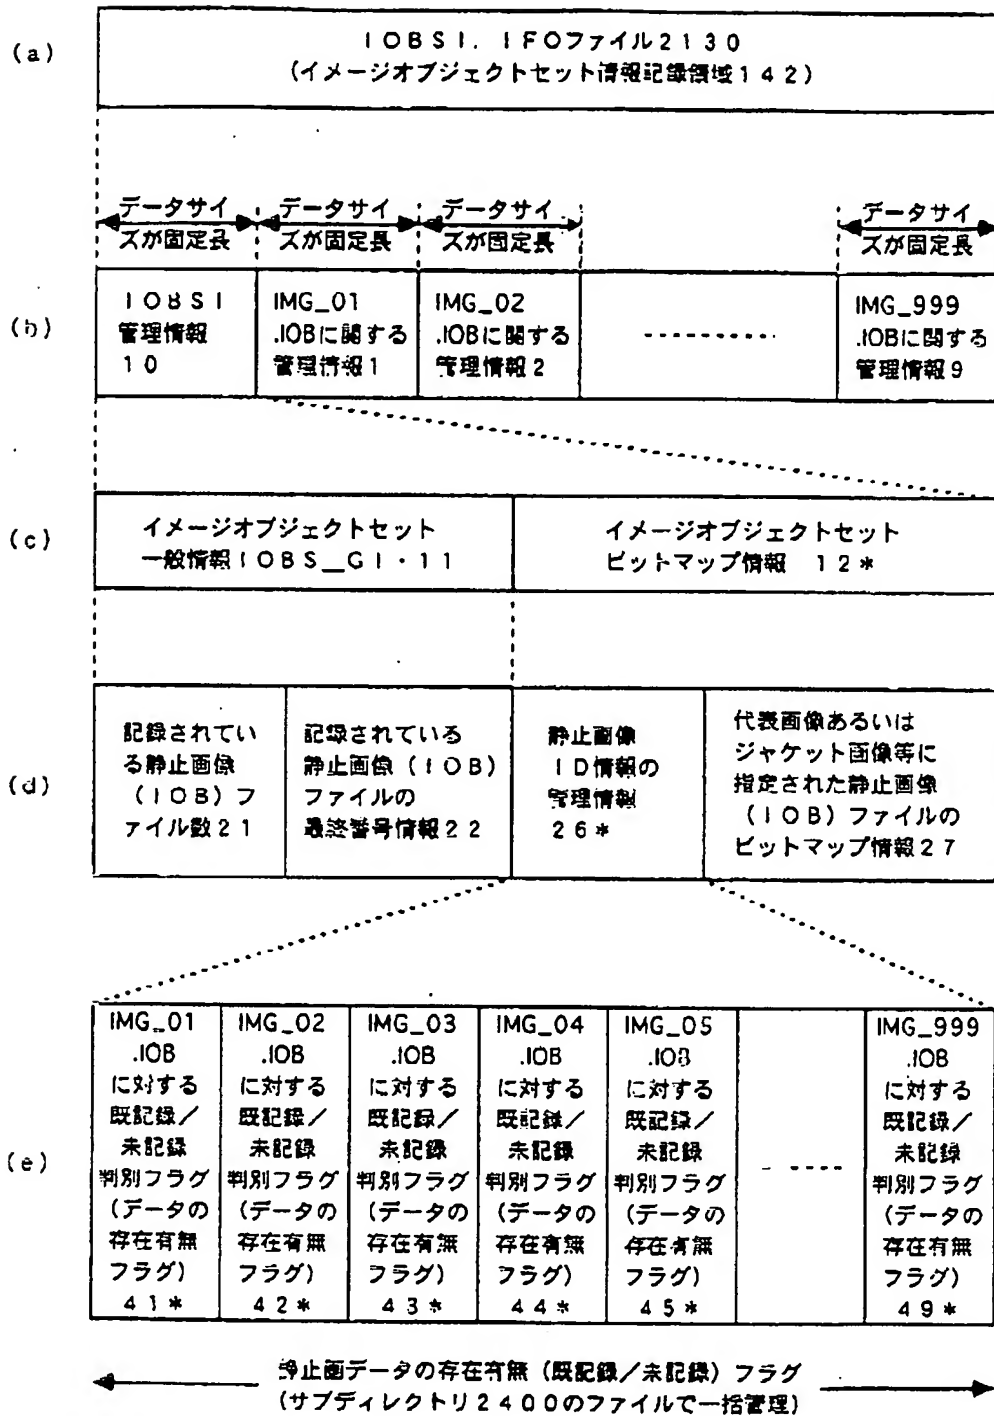 (a)
IOBSI. IFOファイル2130
(イメージオブジェクトセット情報記録領域142)
データサイ
ズが固定長
データサイ
ズが固定長
データサイ
ズが固定長
データサイ
ズが固定長
(b)
IOBSI
管理情報
10
IMG_01
.IOBに関する
管理情報1
IMG_02
.IOBに関する
管理情報2
IMG_999
.IOBに関する
管理情報9
(c)
イメージオブジェクトセット
一般情報IOBS_GI・11
イメージオブジェクトセット
ビットマップ情報 12*
(d)
記録されてい
る静止画像
(IOB)フ
ァイル数21
記録されている
静止画像(IOB)
ファイルの
最終番号情報22
静止画像
ID情報の
管理情報
26*
代表画像あるいは
ジャケット画像等に
指定された静止画像
(IOB)ファイルの
ビットマップ情報27
(e)
IMG_01
.IOB
に対する
既記録/
未記録
判別フラグ
(データの
存在有無
フラグ)
41*
IMG_02
.IOB
に対する
既記録/
未記録
判別フラグ
(データの
存在有無
フラグ)
42*
IMG_03
.IOB
に対する
既記録/
未記録
判別フラグ
(データの
存在有無
フラグ)
43*
IMG_04
.IOB
に対する
既記録/
未記録
判別フラグ
(データの
存在有無
フラグ)
44*
IMG_05
.IOB
に対する
既記録/
未記録
判別フラグ
(データの
存在有無
フラグ)
45*
IMG_999
.IOB
に対する
既記録/
未記録
判別フラグ
(データの
存在有無
フラグ)
49*
静止画データの存在有無(既記録/未記録)フラグ
(サブディレクトリ2400のファイルで一括管理)